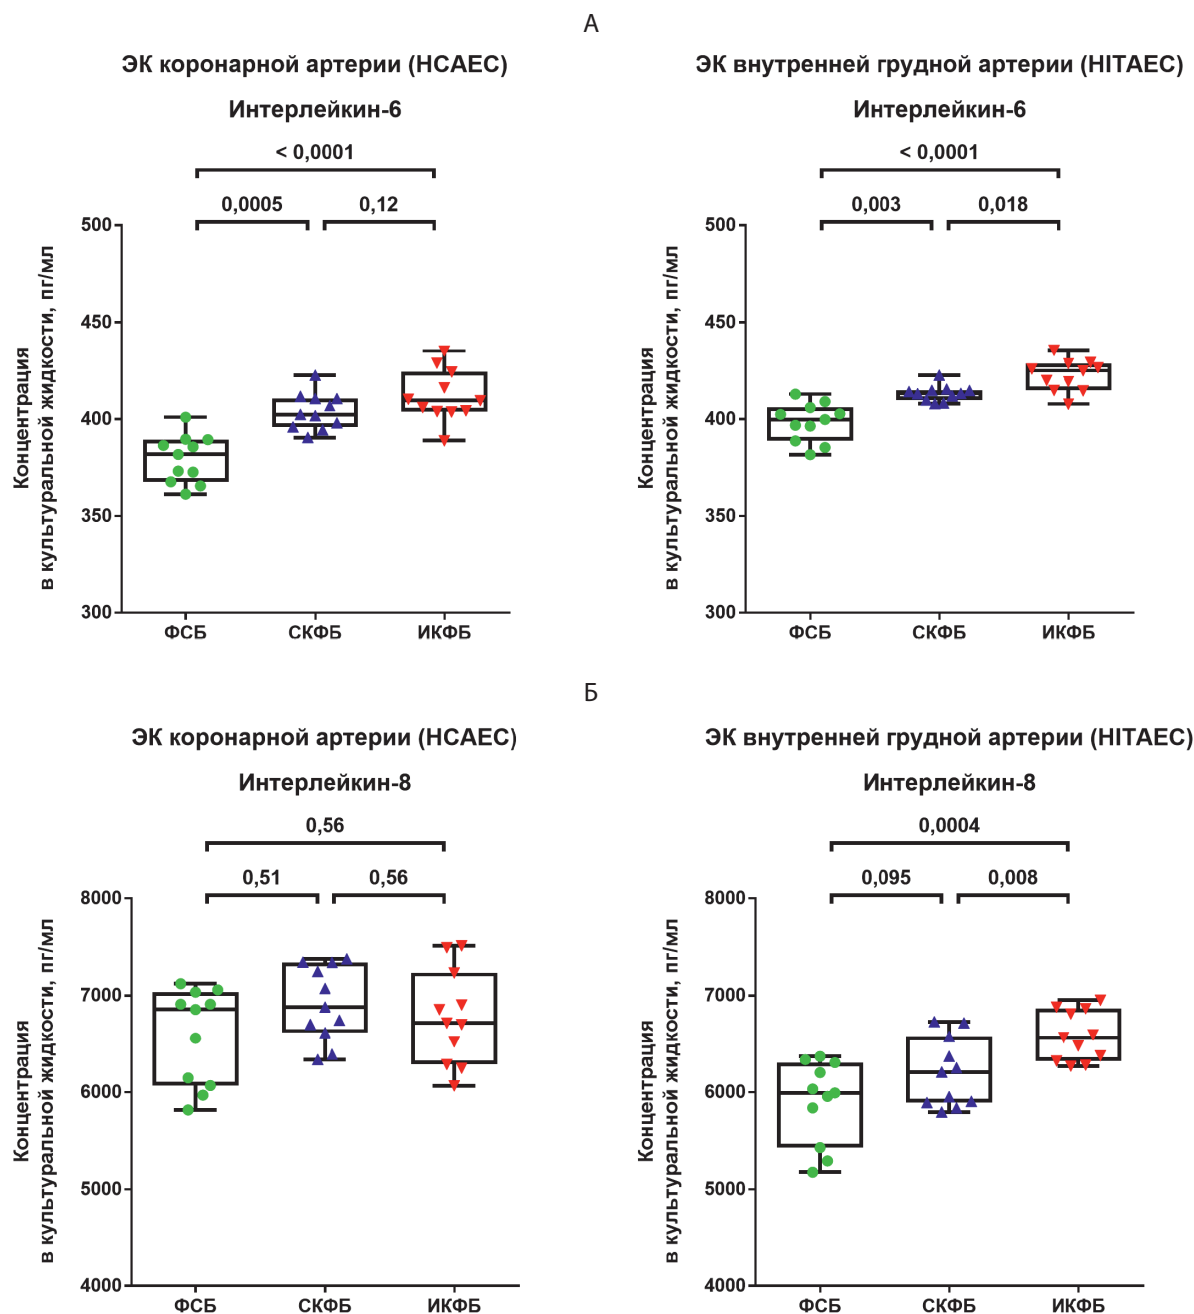 А
ЭК коронарной артерии (HCAEC)
Интерлейкин-6
< 0,0001
0,0005
0,12
Концентрация
в культуральной жидкости, пг/мл
500
450
400
350
300
ФСБ
СКФБ
ИКФБ
ЭК внутренней грудной артерии (HITAEC)
Интерлейкин-6
< 0,0001
0,003
0,018
Концентрация
в культуральной жидкости, пг/мл
500
450
400
350
300
ФСБ
СКФБ
ИКФБ
Б
ЭК коронарной артерии (HCAEC)
Интерлейкин-8
0,56
0,51
0,56
Концентрация
в культуральной жидкости, пг/мл
8000
7000
6000
5000
4000
ФСБ
СКФБ
ИКФБ
ЭК внутренней грудной артерии (HITAEC)
Интерлейкин-8
0,0004
0,095
0,008
Концентрация
в культуральной жидкости, пг/мл
8000
7000
6000
5000
4000
ФСБ
СКФБ
ИКФБ